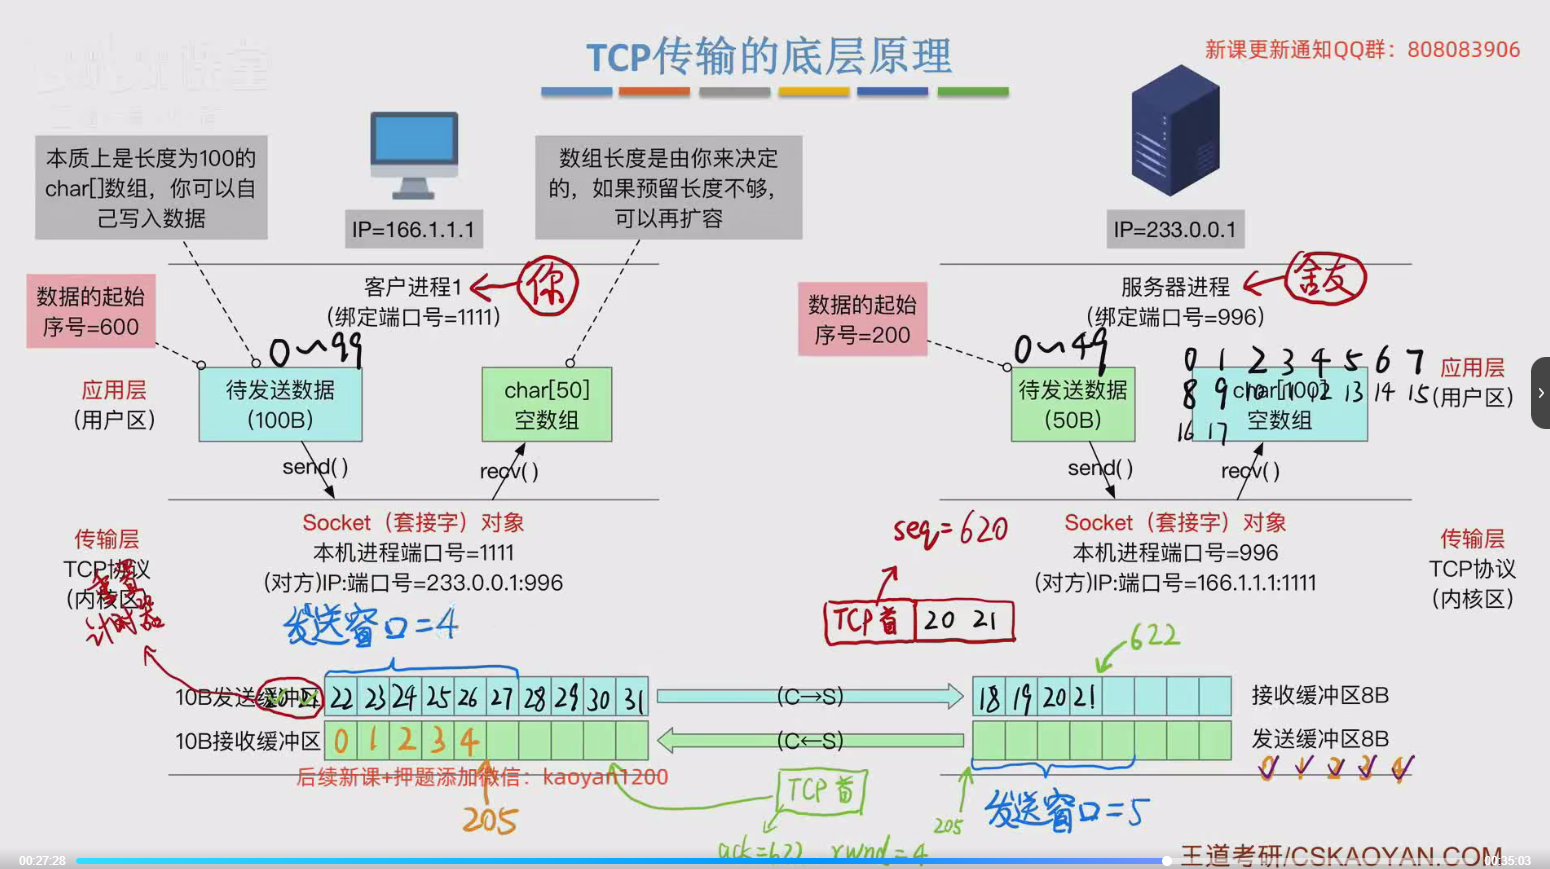 TCP传输的底层原理
新课更新通知QQ群：808083906
本质上是长度为100的
char[]数组，你可以自
己写入数据
IP=166.1.1.1
数组长度是由你来决定
的，如果预留长度不够，
可以再扩容
IP=233.0.0.1
数据的起始
序号=600
客户进程1
(绑定端口号=1111)
你
数据的起始
序号=200
服务器进程
(绑定端口号=996)
0~99
0~49
0 1 2 3 4 5 6 7
8 9 10 11 12 13 14 15
16 17
应用层
(用户区)
待发送数据
(100B)
char[50]
空数组
待发送数据
(50B)
char[100]
空数组
应用层
(用户区)
send()
recv()
send()
recv()
传输层
TCP协议
(内核区)
计时器
Socket（套接字）对象
本机进程端口号=1111
(对方)IP:端口号=233.0.0.1:996
seq=620
TCP首 20 21
Socket（套接字）对象
本机进程端口号=996
(对方)IP:端口号=166.1.1.1:1111
传输层
TCP协议
(内核区)
发送窗口=4
622
10B发送缓冲区
20 21
22 23 24 25 26 27 28 29 30 31
(C→S)
18 19 20 21
接收缓冲区8B
10B接收缓冲区
0 1 2 3 4
(C←S)
发送缓冲区8B
0 1 2 3 4
后续新课+押题添加微信：kaoyan1200
205
TCP首
205
发送窗口=5
ack=622 rwnd=4
王道考研/CSKAOYAN.COM
00:27:28
00:35:03